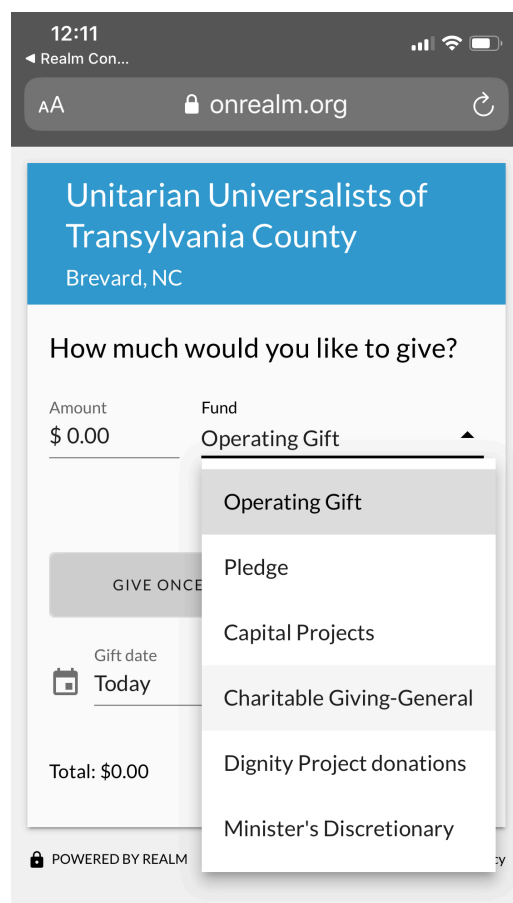 12:11
◀ Realm Con...
AA onrealm.org
Unitarian Universalists of
Transylvania County
Brevard, NC
How much would you like to give?
Amount Fund
$ 0.00 Operating Gift
Operating Gift
Pledge
GIVE ONCE
Capital Projects
Gift date
Today
Charitable Giving-General
Dignity Project donations
Total: $0.00
Minister's Discretionary
POWERED BY REALM